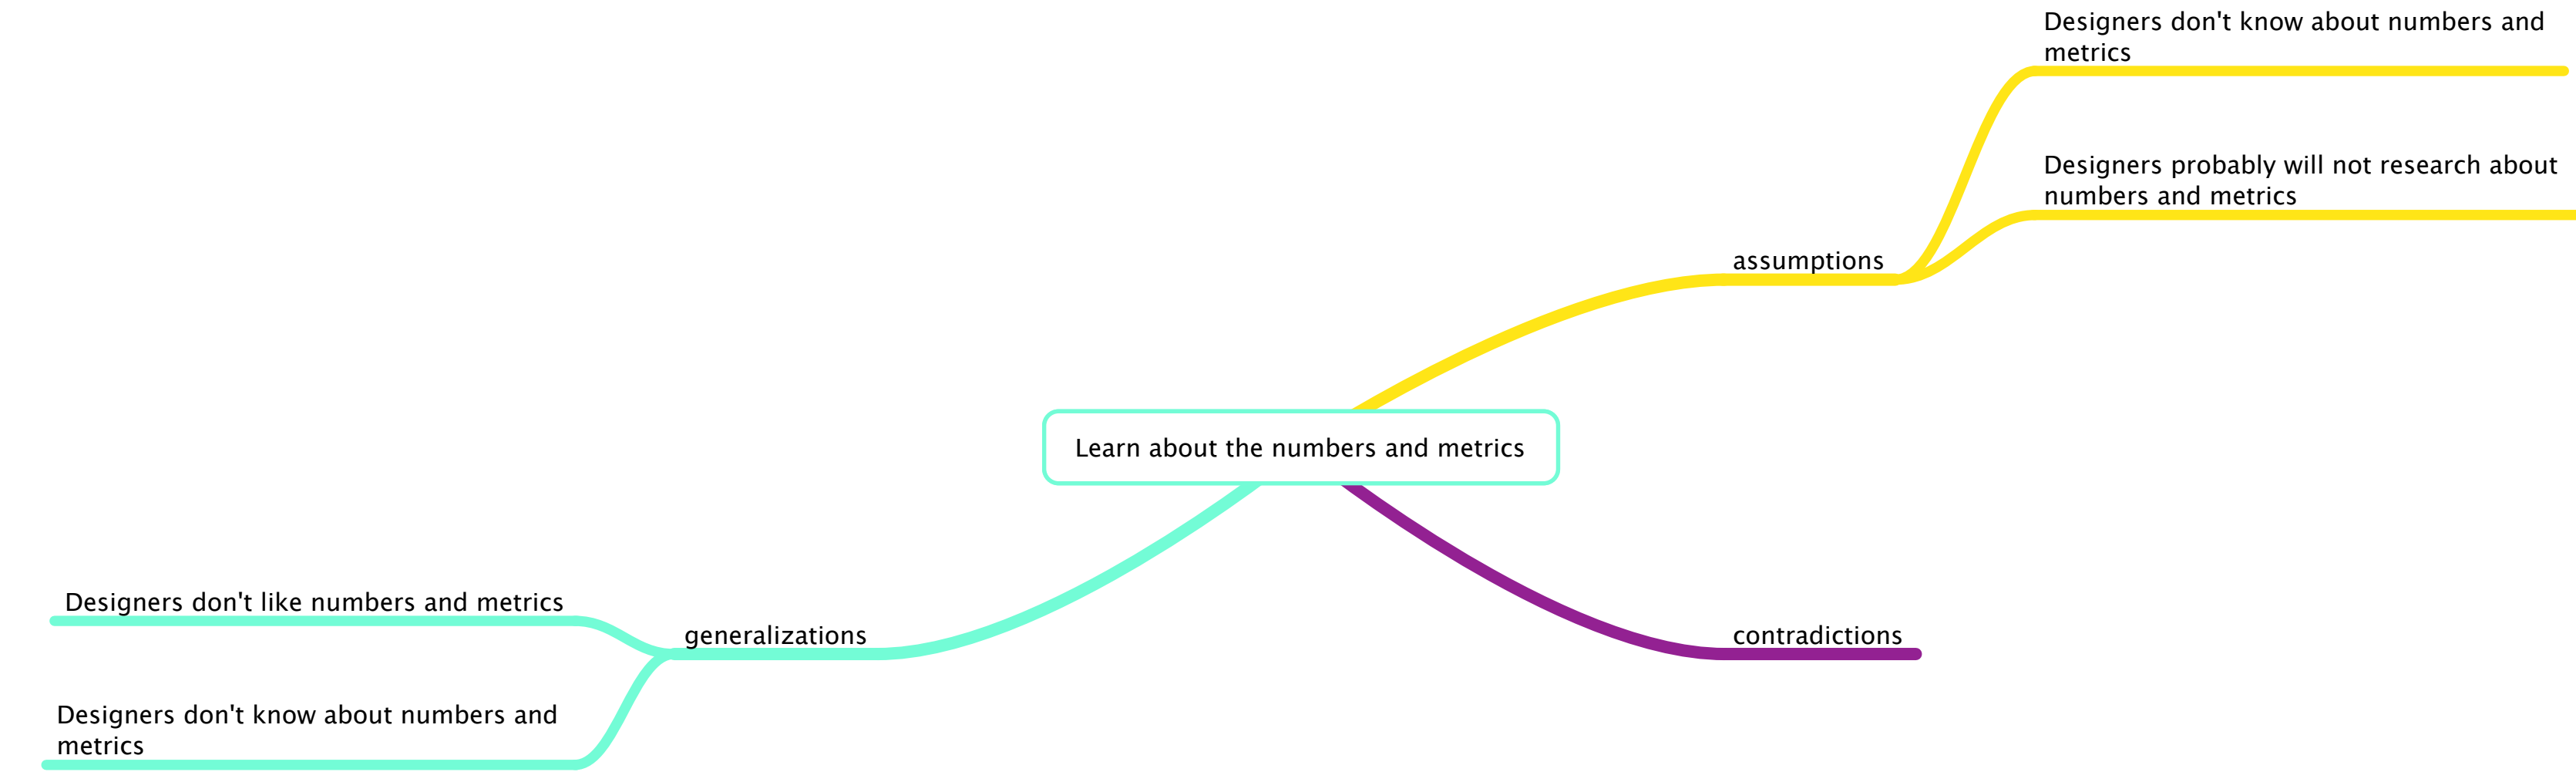 Designers don't know about numbers and
metrics
Designers probably will not research about
numbers and metrics
assumptions
Learn about the numbers and metrics
Designers don't like numbers and metrics
generalizations
contradictions
Designers don't know about numbers and
metrics